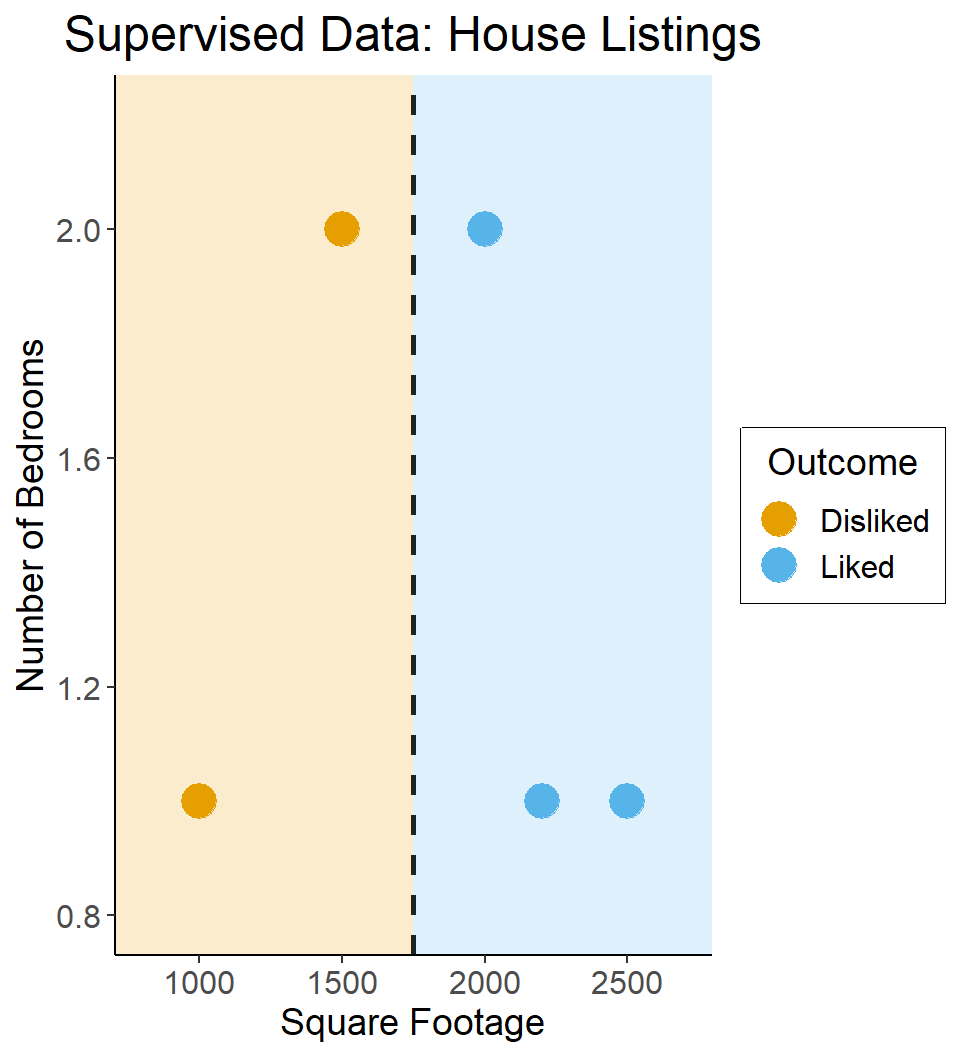 Supervised Data: House Listings
Number of Bedrooms
2.0
1.6
1.2
0.8
1000 1500 2000 2500
Square Footage
Outcome
Disliked
Liked